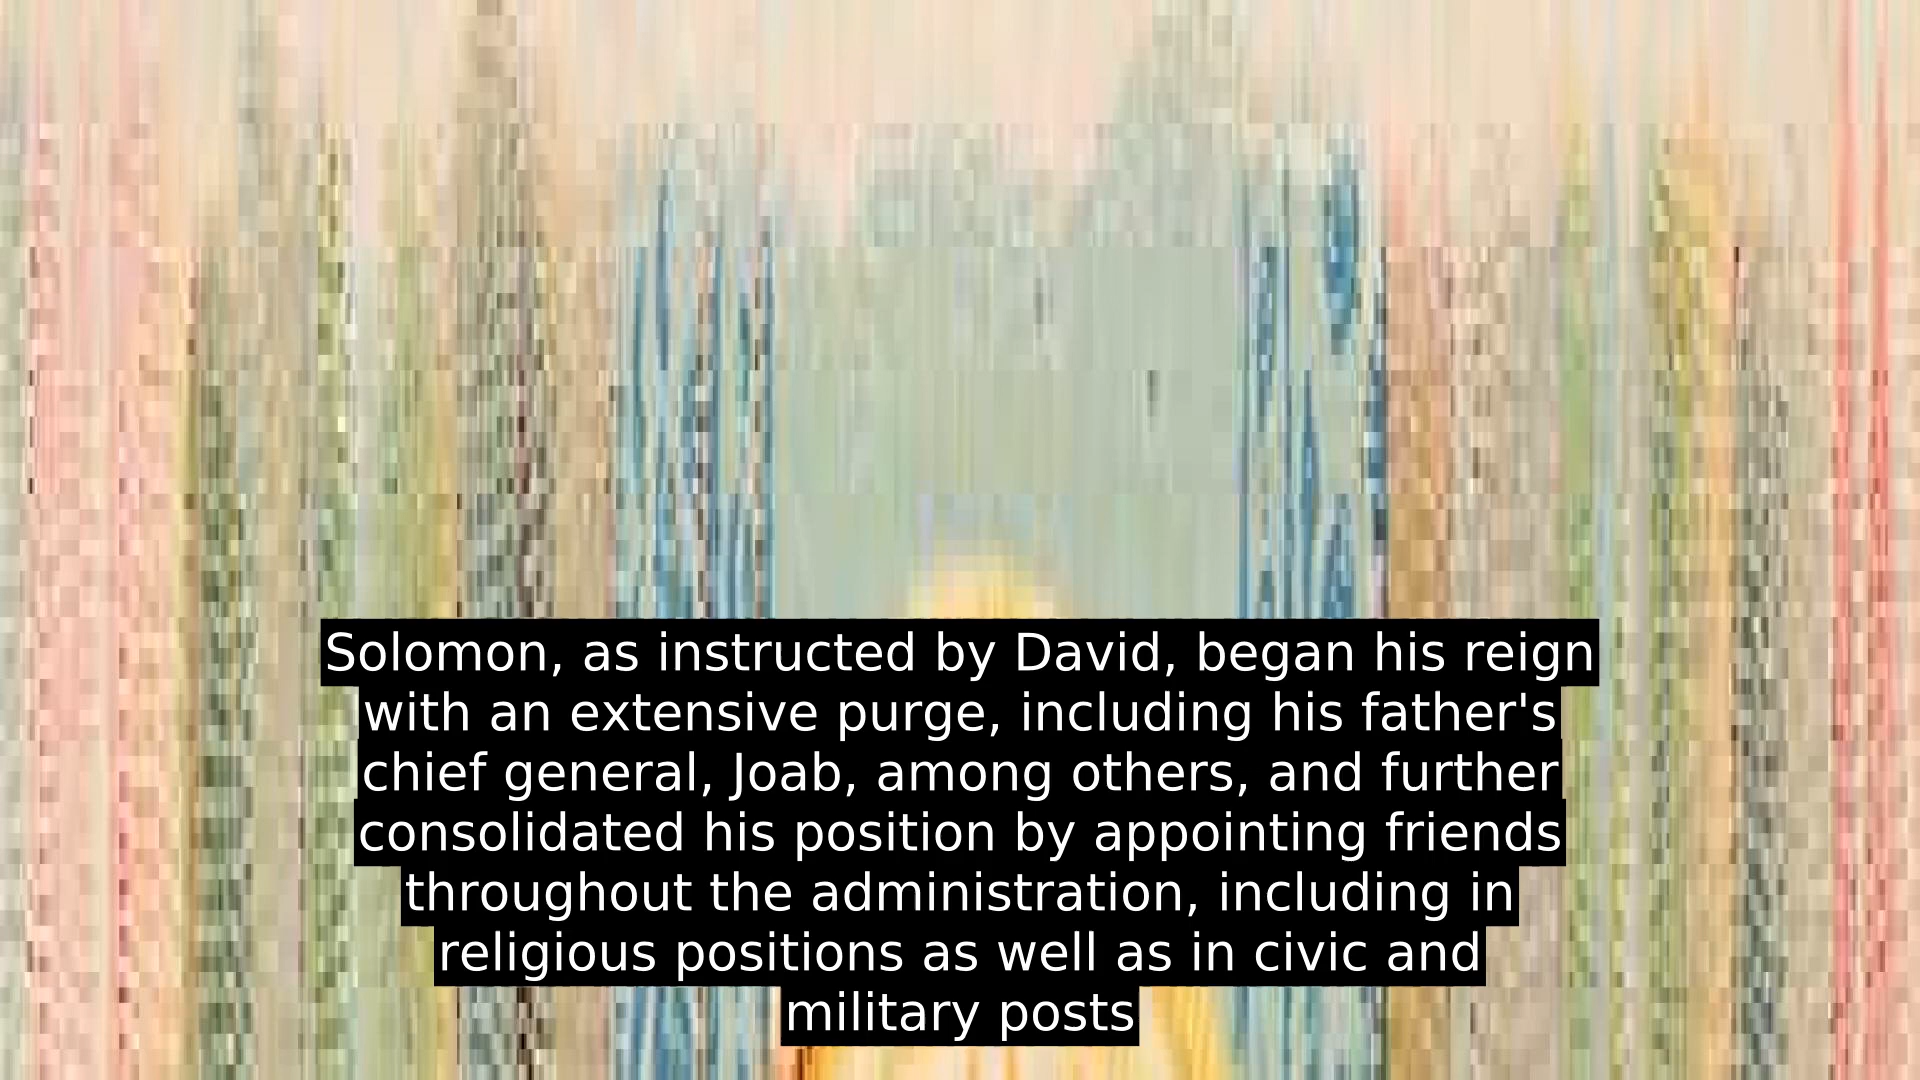 Solomon, as instructed by David, began his reign
with an extensive purge, including his father's
chief general, Joab, among others, and further
consolidated his position by appointing friends
throughout the administration, including in
religious positions as well as in civic and
military posts